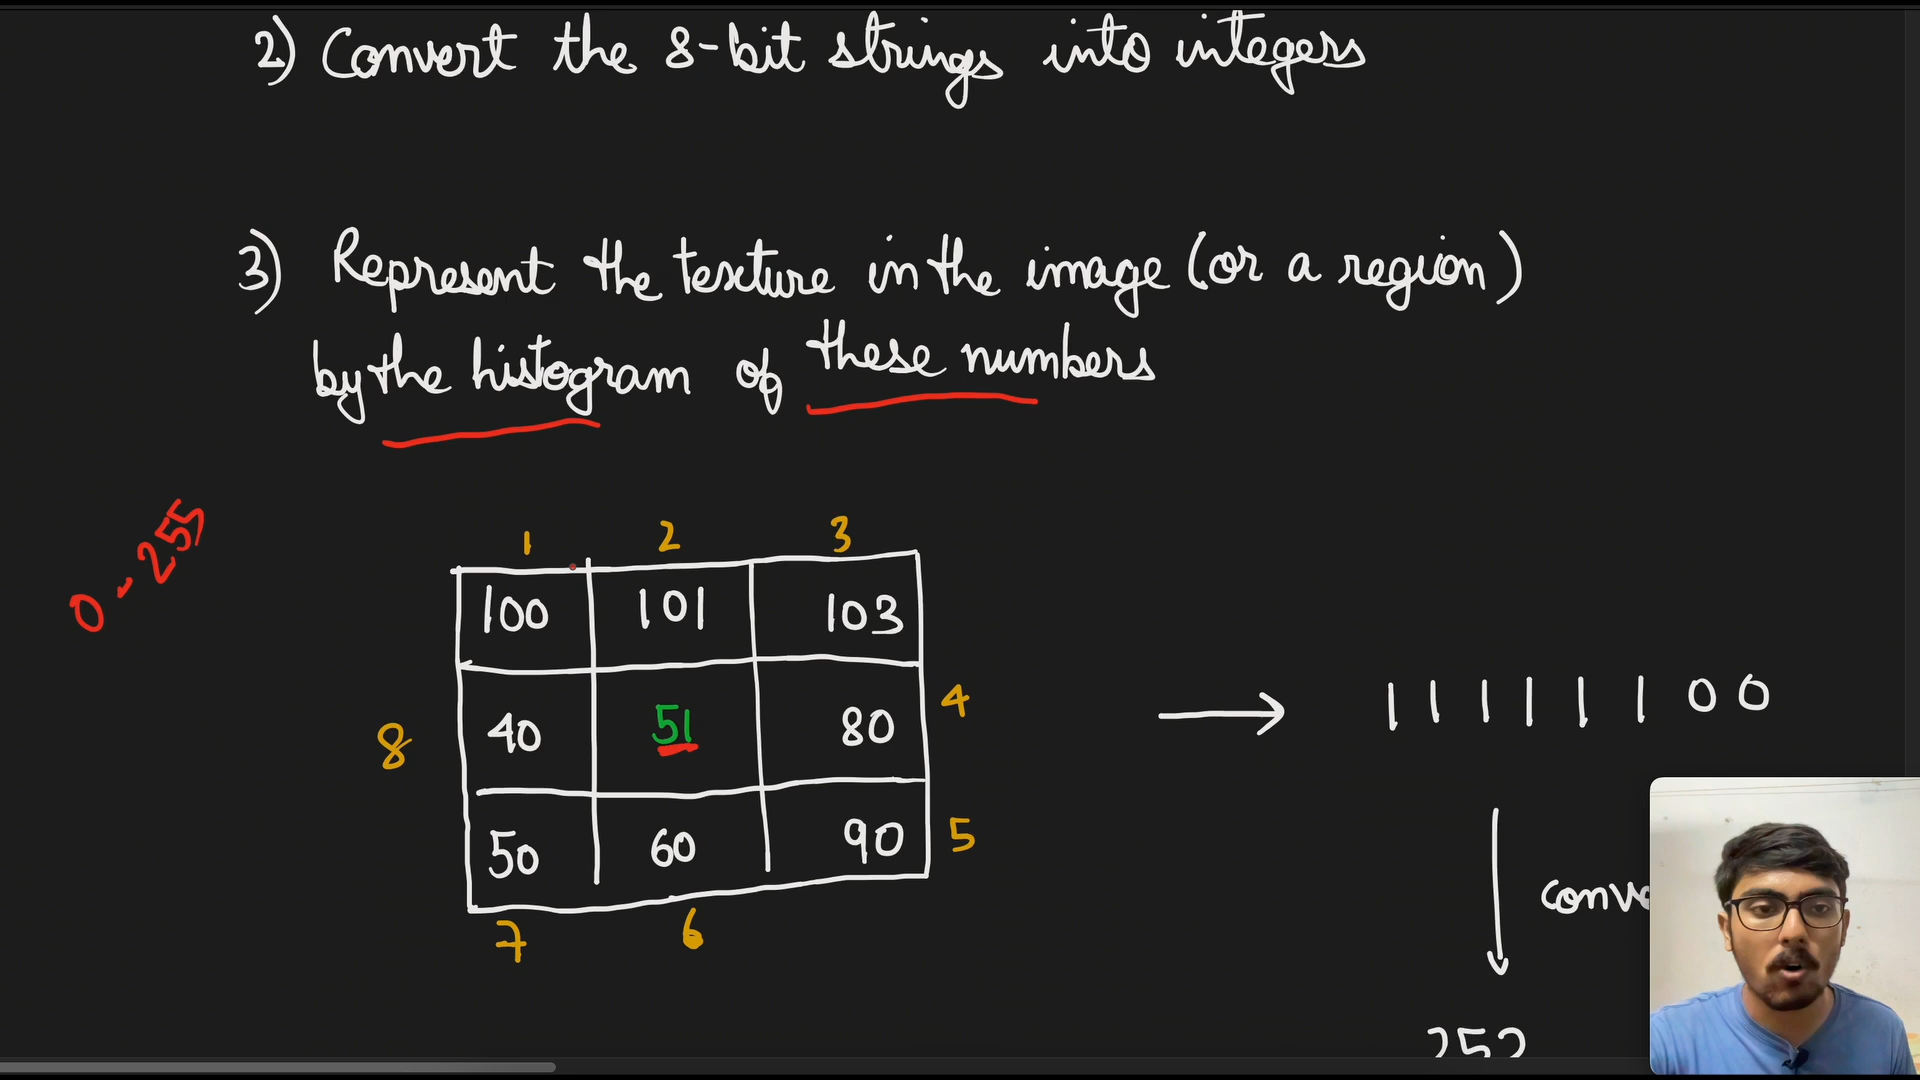 2) Convert the 8-bit strings into integers
3) Represent the texture in the image (or a region)
by the histogram of these numbers
0 - 255
1 2 3
100 101 103
8 40 51 80 4
50 60 90 5
7 6
1 1 1 1 1 1 0 0
252